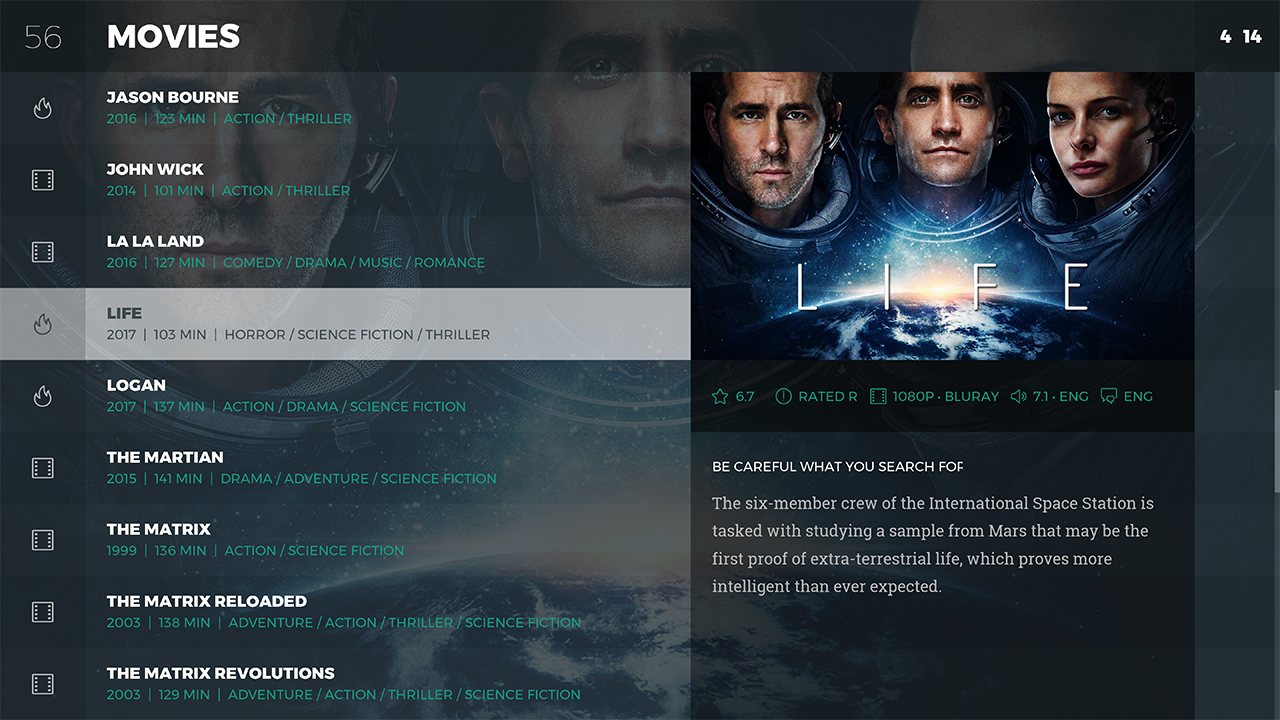 56 MOVIES 4 14
JASON BOURNE
2016 | 123 MIN | ACTION / THRILLER
JOHN WICK
2014 | 101 MIN | ACTION / THRILLER
LA LA LAND
2016 | 127 MIN | COMEDY / DRAMA / MUSIC / ROMANCE
LIFE
2017 | 103 MIN | HORROR / SCIENCE FICTION / THRILLER
LOGAN
2017 | 137 MIN | ACTION / DRAMA / SCIENCE FICTION
THE MARTIAN
2015 | 141 MIN | DRAMA / ADVENTURE / SCIENCE FICTION
THE MATRIX
1999 | 136 MIN | ACTION / SCIENCE FICTION
THE MATRIX RELOADED
2003 | 138 MIN | ADVENTURE / ACTION / THRILLER / SCIENCE FICTION
THE MATRIX REVOLUTIONS
2003 | 129 MIN | ADVENTURE / ACTION / THRILLER / SCIENCE FICTION
LIFE
6.7 RATED R 1080P • BLURAY 7.1 • ENG ENG
BE CAREFUL WHAT YOU SEARCH FOR
The six-member crew of the International Space Station is
tasked with studying a sample from Mars that may be the
first proof of extra-terrestrial life, which proves more
intelligent than ever expected.